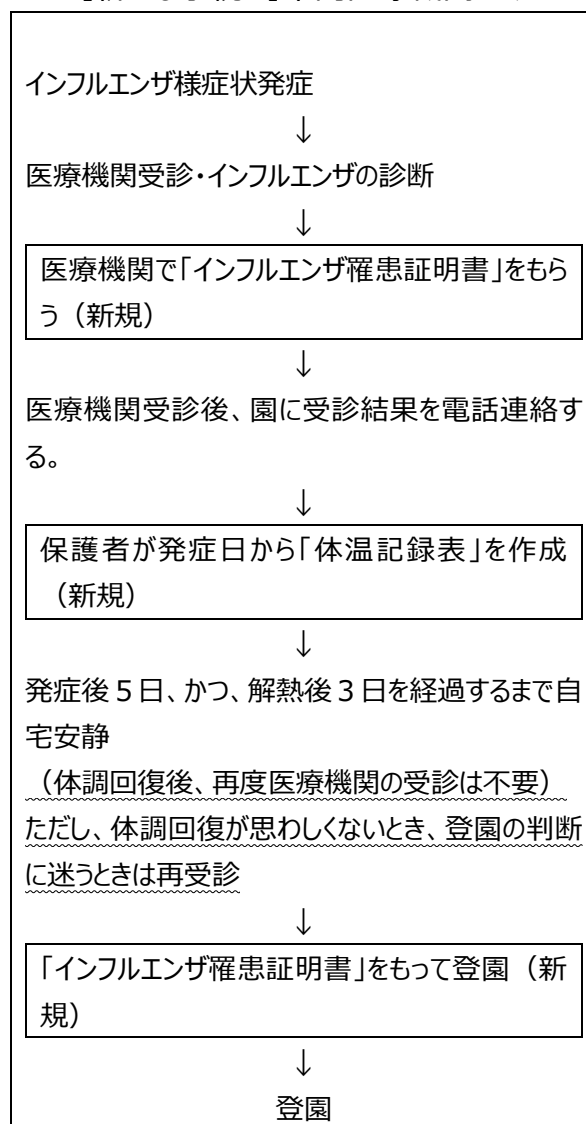 インフルエンザ様症状発症
↓
医療機関受診・インフルエンザの診断
↓
医療機関で「インフルエンザ罹患証明書」をもら
う（新規）
↓
医療機関受診後、園に受診結果を電話連絡す
る。
↓
保護者が発症日から「体温記録表」を作成
（新規）
↓
発症後５日、かつ、解熱後３日を経過するまで自
宅安静
（体調回復後、再度医療機関の受診は不要）
ただし、体調回復が思わしくないとき、登園の判断
に迷うときは再受診
↓
「インフルエンザ罹患証明書」をもって登園（新
規）
↓
登園